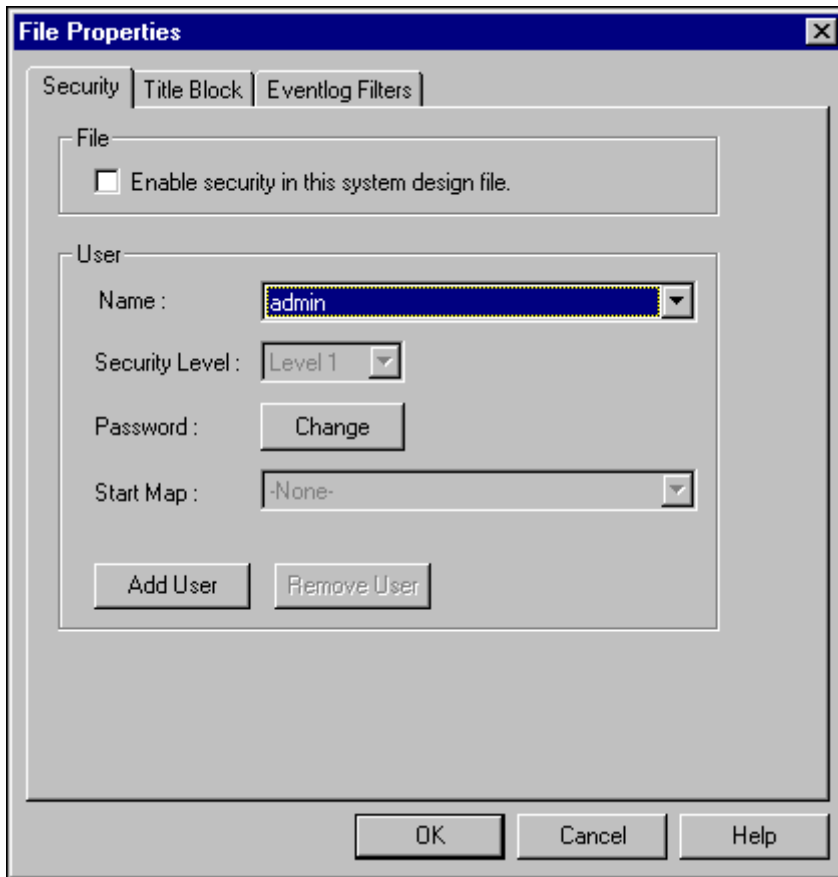 File Properties
Security Title Block Eventlog Filters
File
Enable security in this system design file.
User
Name : admin
Security Level : Level 1
Password : Change
Start Map : -None-
Add User Remove User
OK Cancel Help